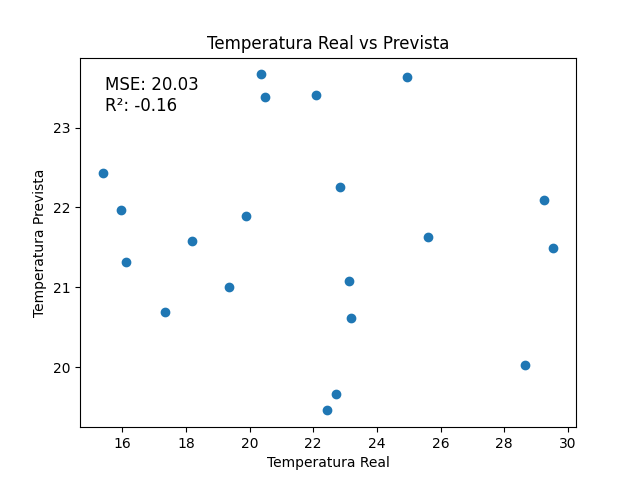 Temperatura Real vs Prevista
MSE: 20.03
R²: -0.16
Temperatura Prevista
23
22
21
20
16
18
20
22
24
26
28
30
Temperatura Real